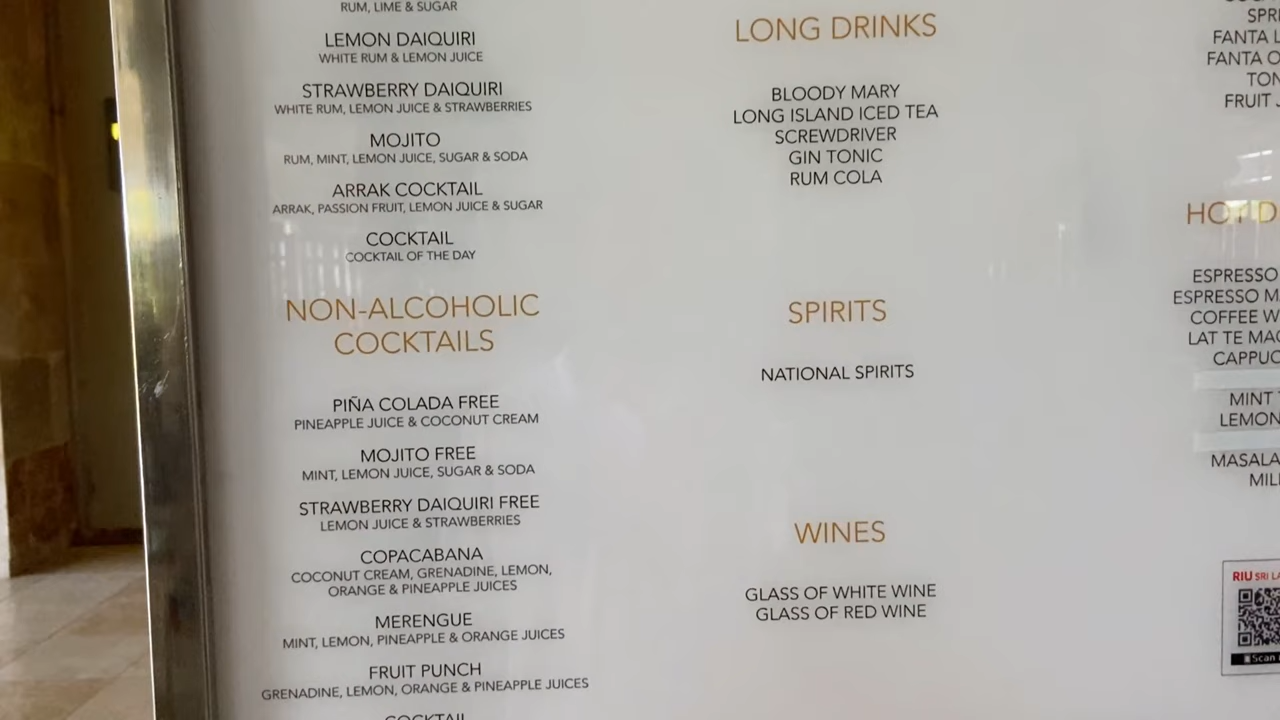 RUM, LIME & SUGAR
LEMON DAIQUIRI
WHITE RUM & LEMON JUICE
STRAWBERRY DAIQUIRI
WHITE RUM, LEMON JUICE & STRAWBERRIES
MOJITO
RUM, MINT, LEMON JUICE, SUGAR & SODA
ARRAK COCKTAIL
ARRAK, PASSION FRUIT, LEMON JUICE & SUGAR
COCKTAIL
COCKTAIL OF THE DAY
NON-ALCOHOLIC
COCKTAILS
PIÑA COLADA FREE
PINEAPPLE JUICE & COCONUT CREAM
MOJITO FREE
MINT, LEMON JUICE, SUGAR & SODA
STRAWBERRY DAIQUIRI FREE
LEMON JUICE & STRAWBERRIES
COPACABANA
COCONUT CREAM, GRENADINE, LEMON,
ORANGE & PINEAPPLE JUICES
MERENGUE
MINT, LEMON, PINEAPPLE & ORANGE JUICES
FRUIT PUNCH
GRENADINE, LEMON, ORANGE & PINEAPPLE JUICES
COCKTAIL
LONG DRINKS
BLOODY MARY
LONG ISLAND ICED TEA
SCREWDRIVER
GIN TONIC
RUM COLA
SPIRITS
NATIONAL SPIRITS
WINES
GLASS OF WHITE WINE
GLASS OF RED WINE
FANTA
FANTA
FRUIT
HOT
ESPRESSO
ESPRESSO
COFFEE
LAT TE
MINT
LEMON
MASALA
RIU SRI
Scan